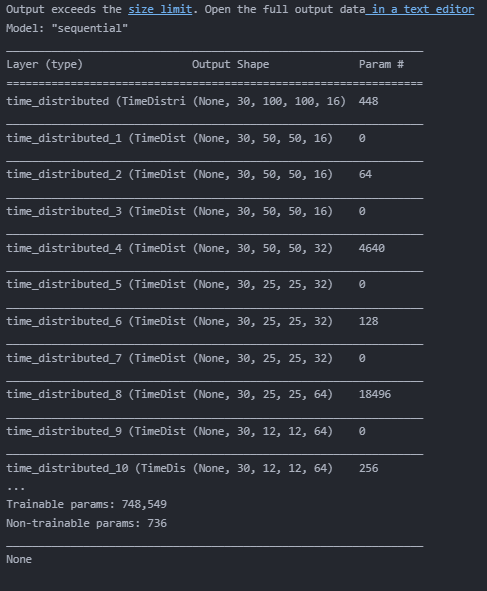 Output exceeds the size limit. Open the full output data in a text editor
Model: "sequential"
_________________________________________________________________
Layer (type)                 Output Shape              Param #
=================================================================
time_distributed (TimeDistri (None, 30, 100, 100, 16)  448
_________________________________________________________________
time_distributed_1 (TimeDist (None, 30, 50, 50, 16)    0
_________________________________________________________________
time_distributed_2 (TimeDist (None, 30, 50, 50, 16)    64
_________________________________________________________________
time_distributed_3 (TimeDist (None, 30, 50, 50, 16)    0
_________________________________________________________________
time_distributed_4 (TimeDist (None, 30, 50, 50, 32)    4640
_________________________________________________________________
time_distributed_5 (TimeDist (None, 30, 25, 25, 32)    0
_________________________________________________________________
time_distributed_6 (TimeDist (None, 30, 25, 25, 32)    128
_________________________________________________________________
time_distributed_7 (TimeDist (None, 30, 25, 25, 32)    0
_________________________________________________________________
time_distributed_8 (TimeDist (None, 30, 25, 25, 64)    18496
_________________________________________________________________
time_distributed_9 (TimeDist (None, 30, 12, 12, 64)    0
_________________________________________________________________
time_distributed_10 (TimeDis (None, 30, 12, 12, 64)    256
...
Trainable params: 748,549
Non-trainable params: 736
_________________________________________________________________
None